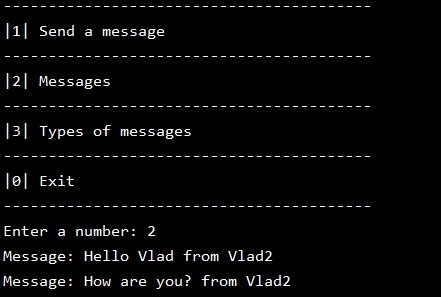 -----------------------------------------
|1| Send a message
-----------------------------------------
|2| Messages
-----------------------------------------
|3| Types of messages
-----------------------------------------
|0| Exit
-----------------------------------------
Enter a number: 2
Message: Hello Vlad from Vlad2
Message: How are you? from Vlad2